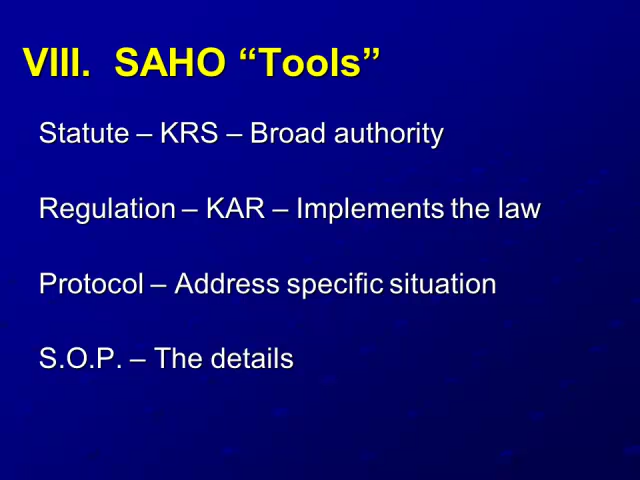 VIII.  SAHO “Tools”
Statute – KRS – Broad authority
Regulation – KAR – Implements the law
Protocol – Address specific situation
S.O.P. – The details